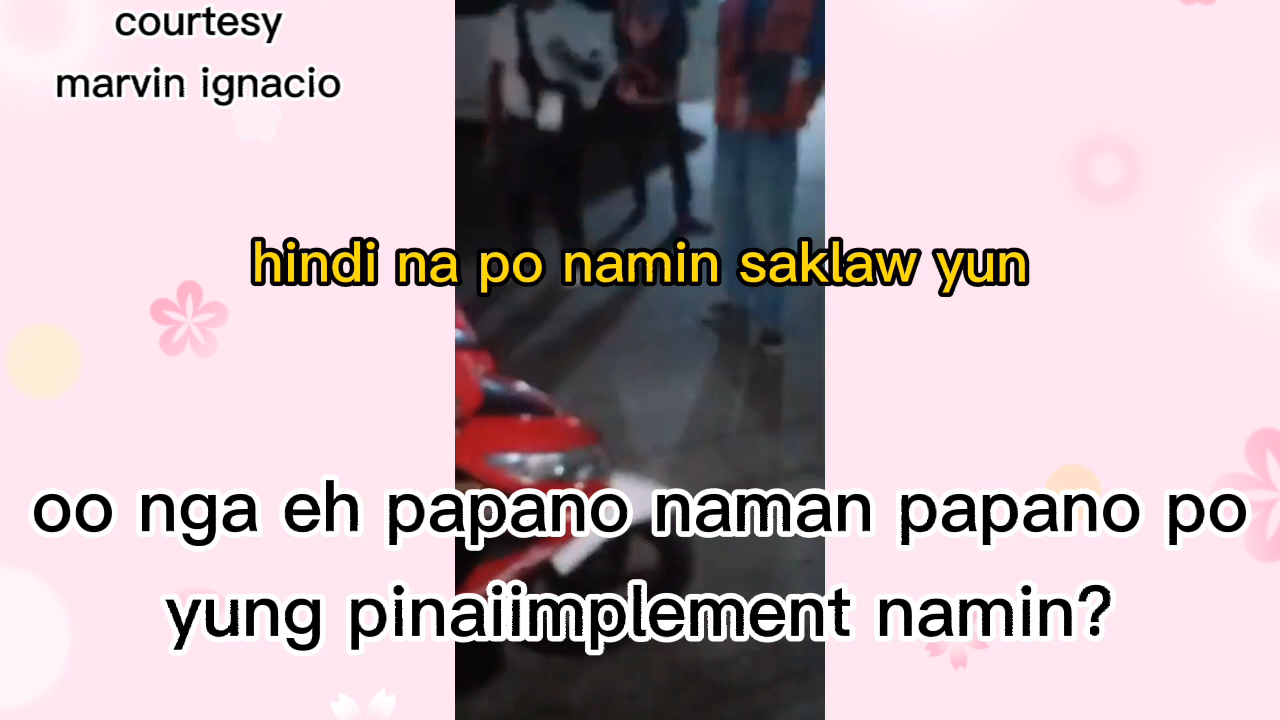 courtesy
marvin ignacio
hindi na po namin saklaw yun
oo nga eh papano naman papano po
yung pinaiimplement namin?